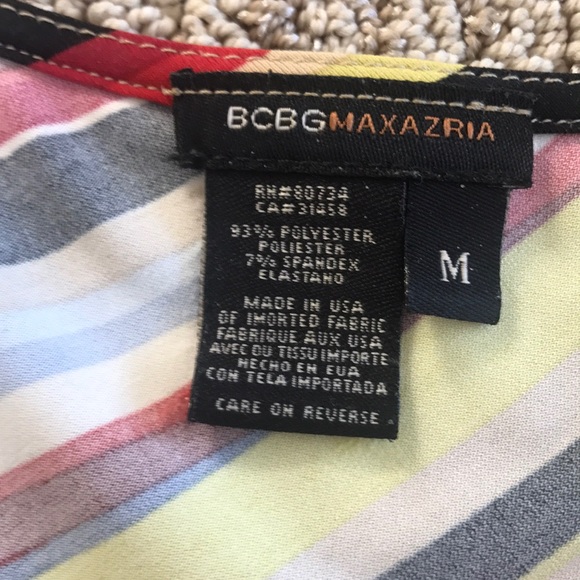 BCBGMAXAZRIA
RN#80734
CA#31458
93% POLYESTER
POLIESTER
7% SPANDEX
ELASTANO
M
MADE IN USA
OF IMPORTED FABRIC
FABRIQUE AUX USA
AVEC DU TISSU IMPORTE
HECHO EN EUA
CON TELA IMPORTADA
CARE ON REVERSE